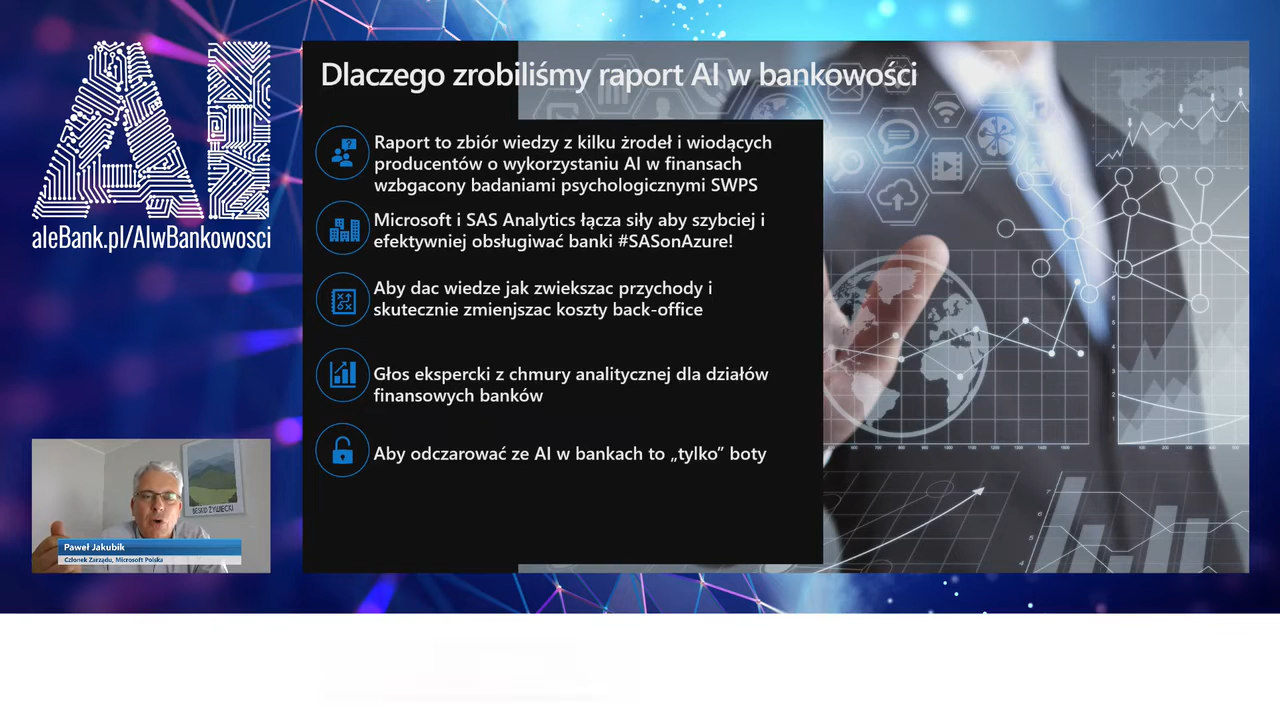 AI
aleBank.pl/AIwBankowosci
Dlaczego zrobiliśmy raport AI w bankowości
Raport to zbiór wiedzy z kilku żrodeł i wiodących
producentów o wykorzystaniu AI w finansach
wzbgacony badaniami psychologicznymi SWPS
Microsoft i SAS Analytics łącza siły aby szybciej i
efektywniej obsługiwać banki #SASonAzure!
Aby dac wiedze jak zwiekszac przychody i
skutecznie zmienjszac koszty back-office
Głos ekspercki z chmury analitycznej dla działów
finansowych banków
Aby odczarować ze AI w bankach to „tylko” boty
BESKID ŻYWIECKI
Paweł Jakubik
Członek Zarządu, Microsoft Polska